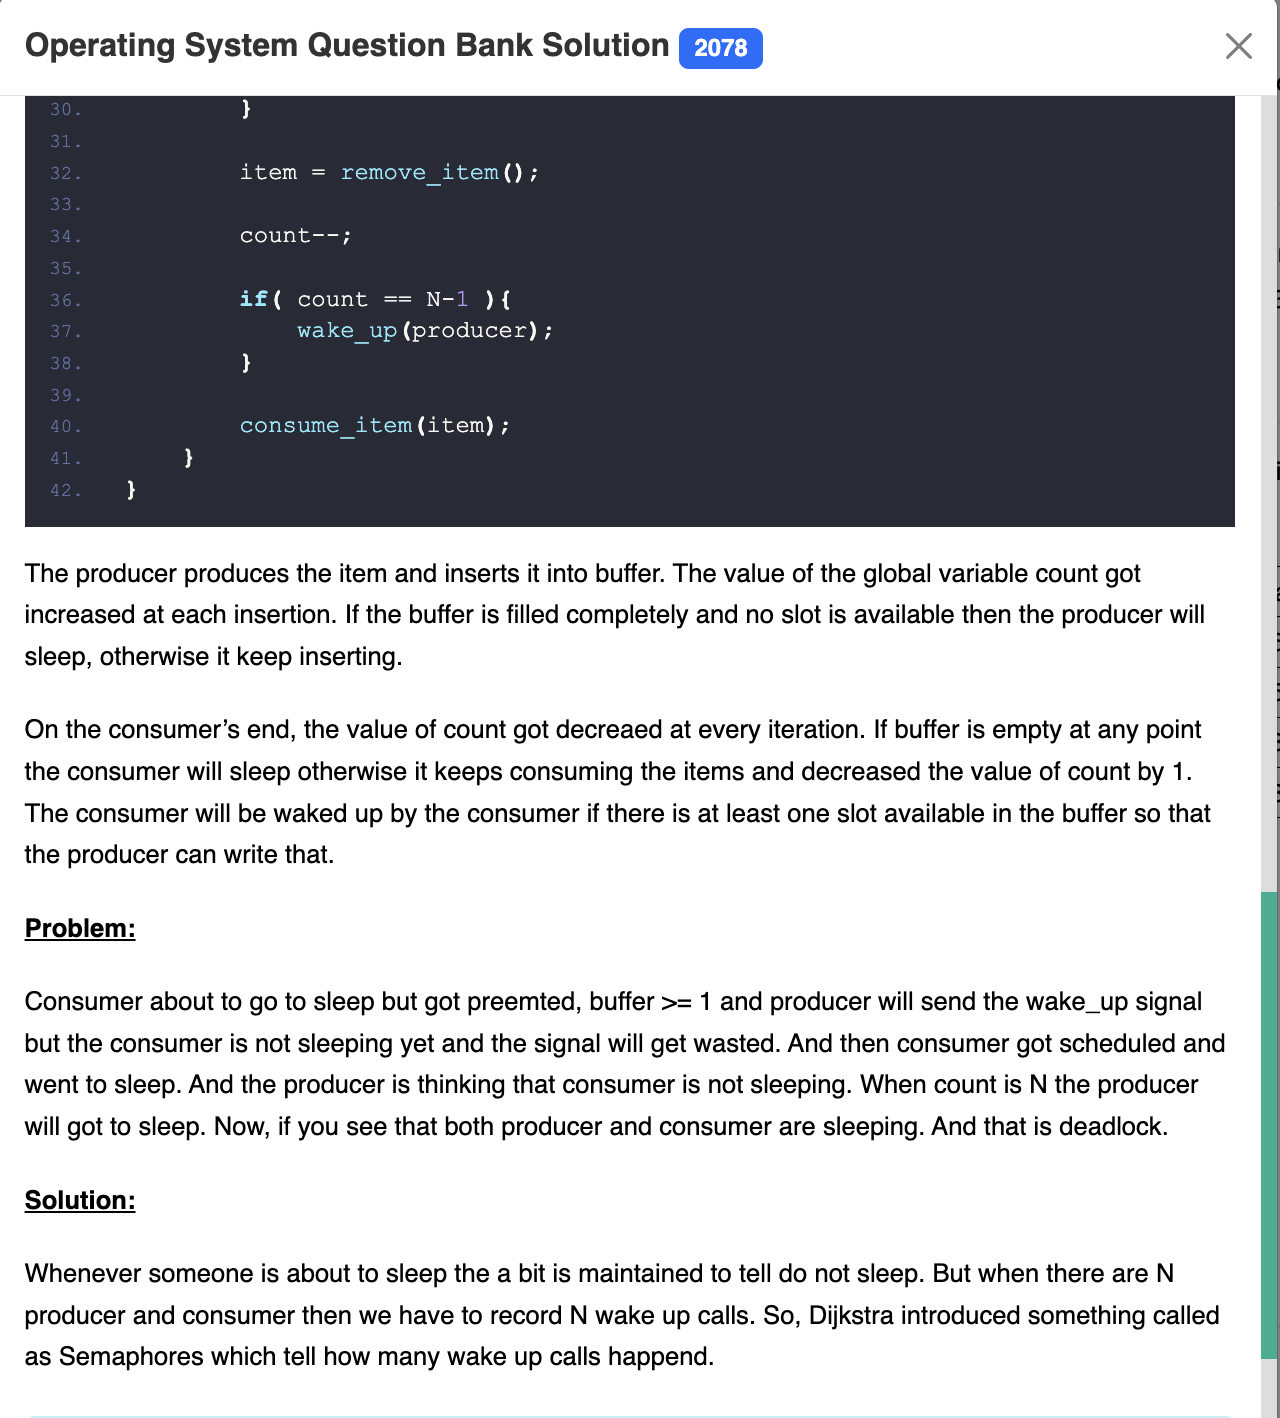 Operating System Question Bank Solution 2078
30. }
31.
32. item = remove_item();
33.
34. count--;
35.
36. if( count == N-1 ){
37. wake_up(producer);
38. }
39.
40. consume_item(item);
41. }
42. }
The producer produces the item and inserts it into buffer. The value of the global variable count got
increased at each insertion. If the buffer is filled completely and no slot is available then the producer will
sleep, otherwise it keep inserting.
On the consumer’s end, the value of count got decreaed at every iteration. If buffer is empty at any point
the consumer will sleep otherwise it keeps consuming the items and decreased the value of count by 1.
The consumer will be waked up by the consumer if there is at least one slot available in the buffer so that
the producer can write that.
Problem:
Consumer about to go to sleep but got preemted, buffer >= 1 and producer will send the wake_up signal
but the consumer is not sleeping yet and the signal will get wasted. And then consumer got scheduled and
went to sleep. And the producer is thinking that consumer is not sleeping. When count is N the producer
will got to sleep. Now, if you see that both producer and consumer are sleeping. And that is deadlock.
Solution:
Whenever someone is about to sleep the a bit is maintained to tell do not sleep. But when there are N
producer and consumer then we have to record N wake up calls. So, Dijkstra introduced something called
as Semaphores which tell how many wake up calls happend.